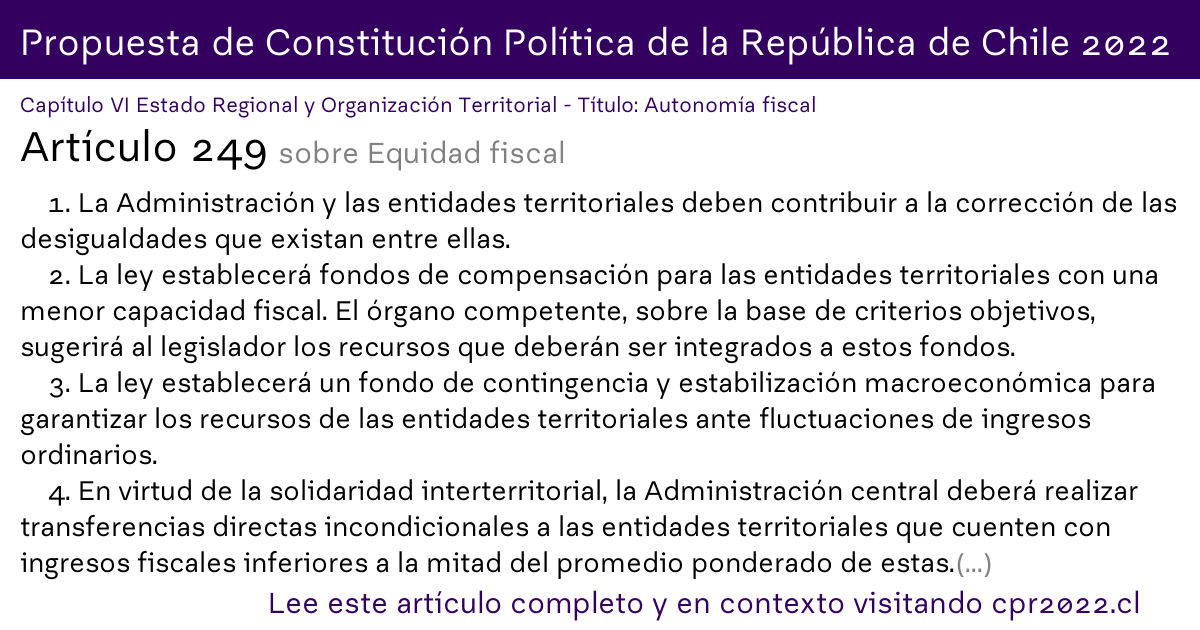 Propuesta de Constitución Política de la República de Chile 2022
Capítulo VI Estado Regional y Organización Territorial - Título: Autonomía fiscal
Artículo 249 sobre Equidad fiscal
1. La Administración y las entidades territoriales deben contribuir a la corrección de las
desigualdades que existan entre ellas.
2. La ley establecerá fondos de compensación para las entidades territoriales con una
menor capacidad fiscal. El órgano competente, sobre la base de criterios objetivos,
sugerirá al legislador los recursos que deberán ser integrados a estos fondos.
3. La ley establecerá un fondo de contingencia y estabilización macroeconómica para
garantizar los recursos de las entidades territoriales ante fluctuaciones de ingresos
ordinarios.
4. En virtud de la solidaridad interterritorial, la Administración central deberá realizar
transferencias directas incondicionales a las entidades territoriales que cuenten con
ingresos fiscales inferiores a la mitad del promedio ponderado de estas.(...)
Lee este artículo completo y en contexto visitando cpr2022.cl